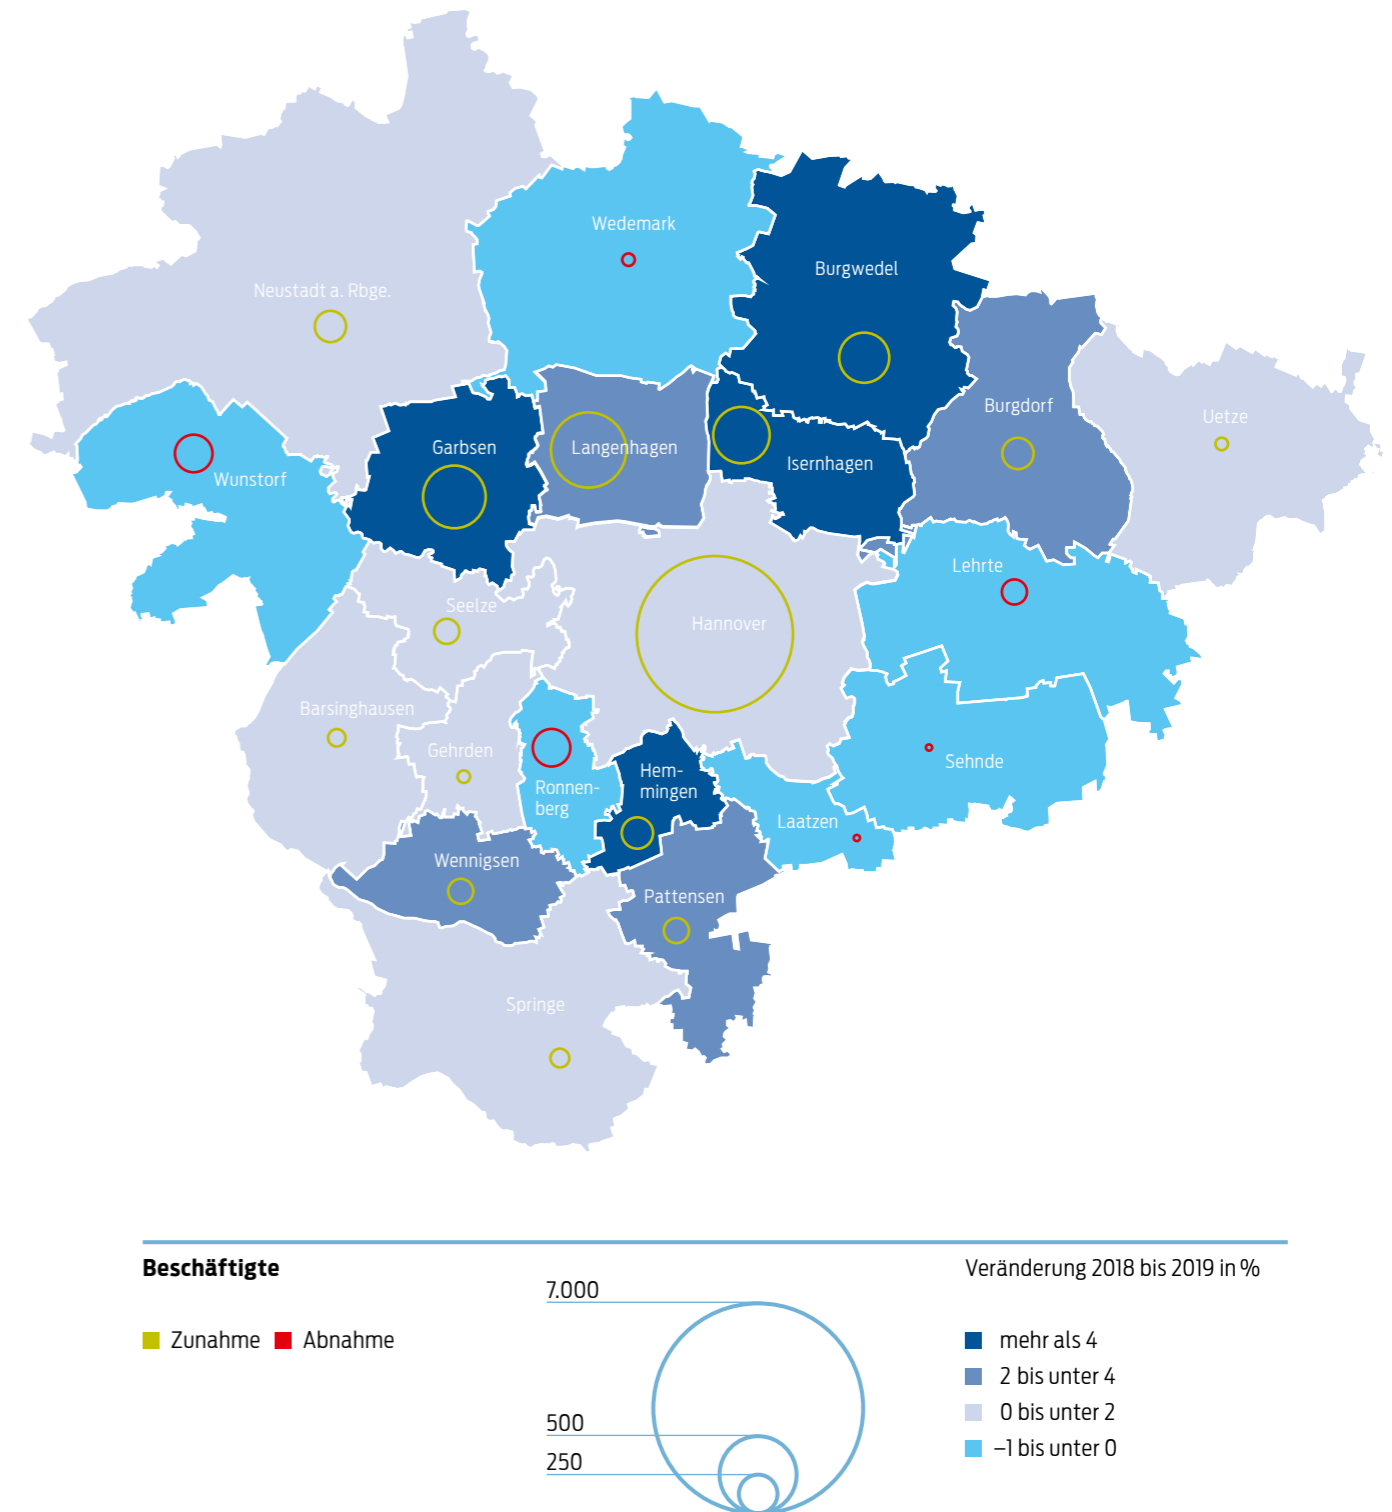 Wedemark
Burgwedel
Neustadt a. Rbge.
Burgdorf
Uetze
Garbsen
Langenhagen
Isernhagen
Wunstorf
Lehrte
Seelze
Hannover
Barsinghausen
Gehrden
Sehnde
Hem-
mingen
Ronnen-
berg
Laatzen
Wennigsen
Pattensen
Springe
Beschäftigte
Zunahme
Abnahme
7.000
500
250
Veränderung 2018 bis 2019 in %
mehr als 4
2 bis unter 4
0 bis unter 2
–1 bis unter 0